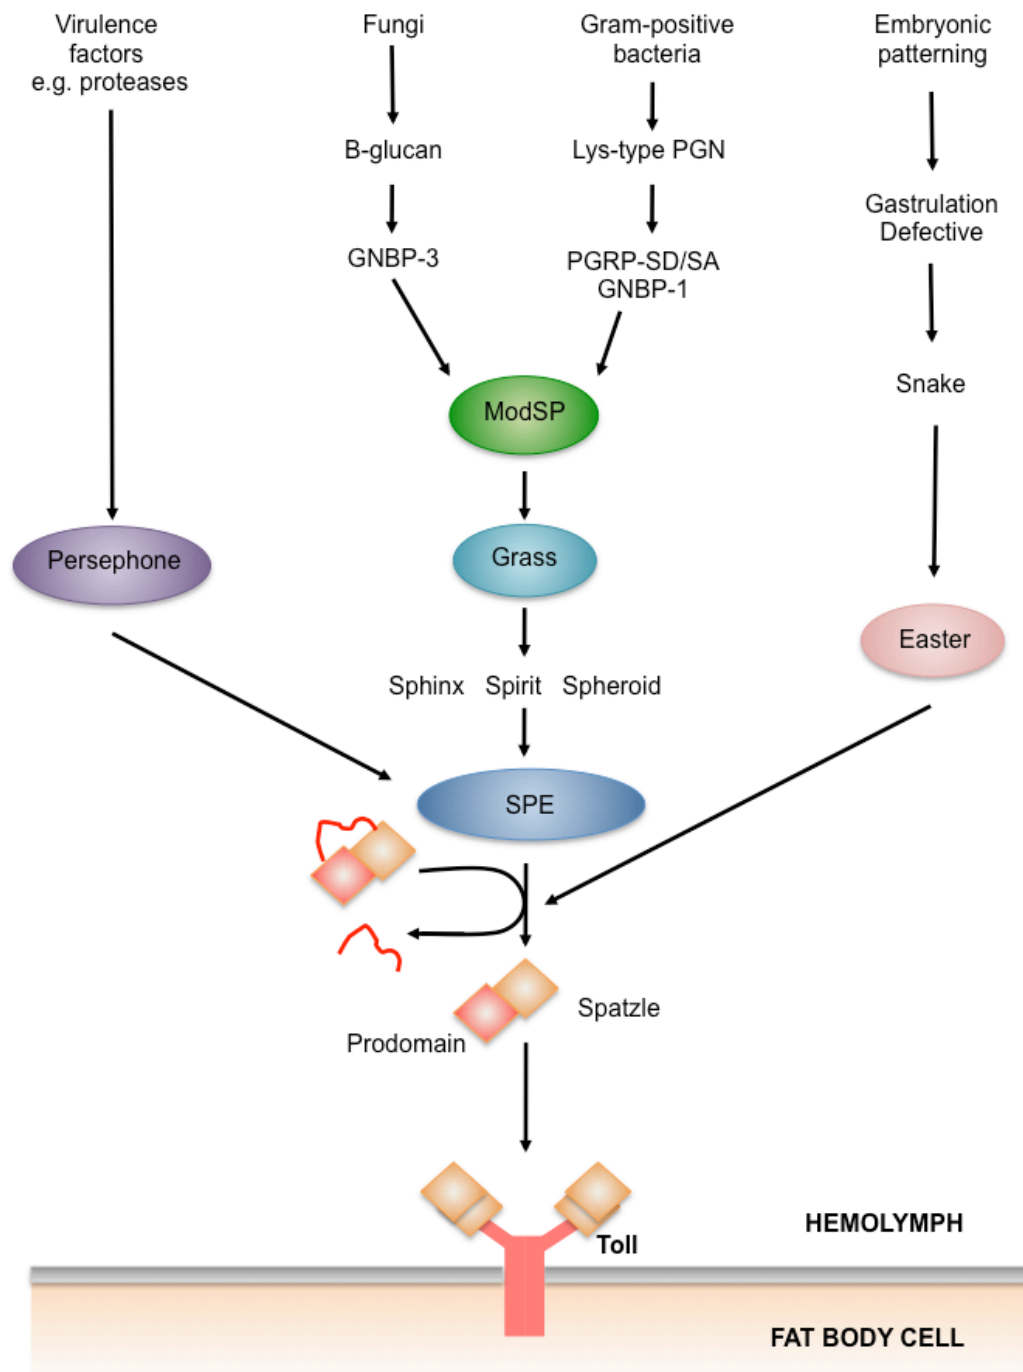 Virulence
factors
e.g. proteases
Fungi
Gram-positive
bacteria
Embryonic
patterning
B-glucan
Lys-type PGN
Gastrulation
Defective
GNBP-3
PGRP-SD/SA
GNBP-1
Snake
ModSP
Persephone
Grass
Easter
Sphinx Spirit Spheroid
SPE
Spatzle
Prodomain
HEMOLYMPH
Toll
FAT BODY CELL